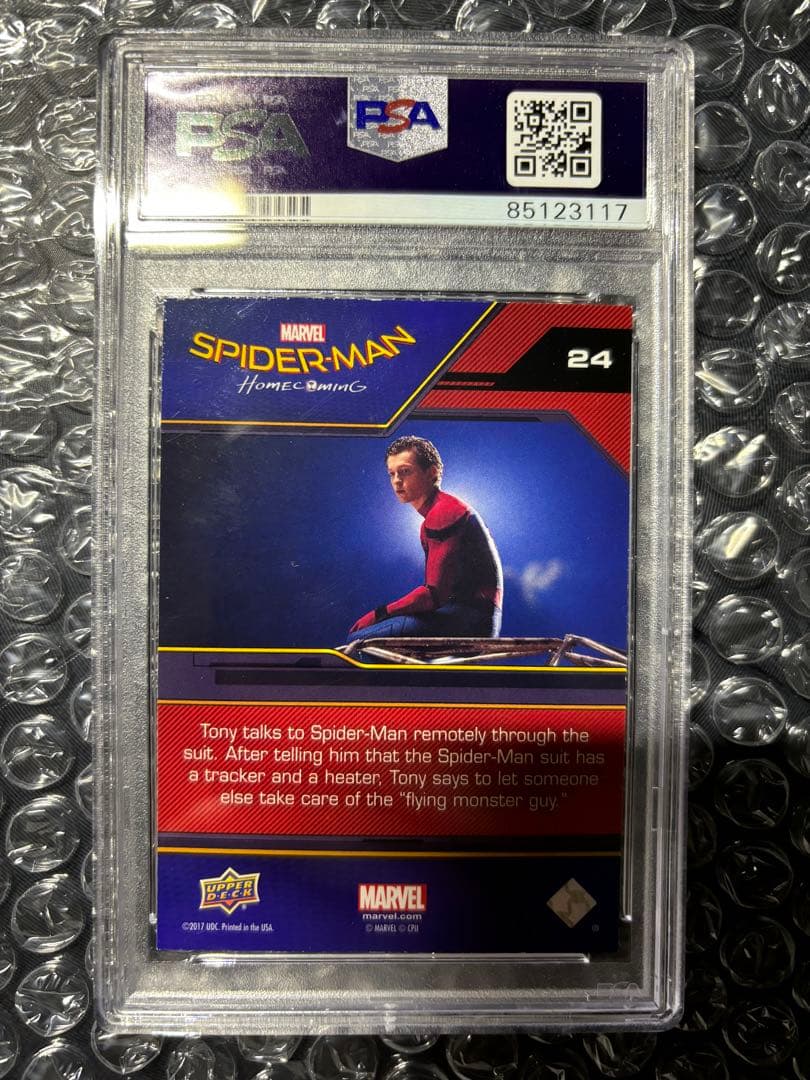 PSA
PSA
85123117
MARVEL
SPIDER-MAN
HOMECOMING
24
Tony talks to Spider-Man remotely through the
suit. After telling him that the Spider-Man suit has
a tracker and a heater, Tony says to let someone
else take care of the “flying monster guy.”
UPPER
D·E·C·K
MARVEL
marvel.com
©2017 UDC. Printed in the USA.
© MARVEL © CPII
PSA